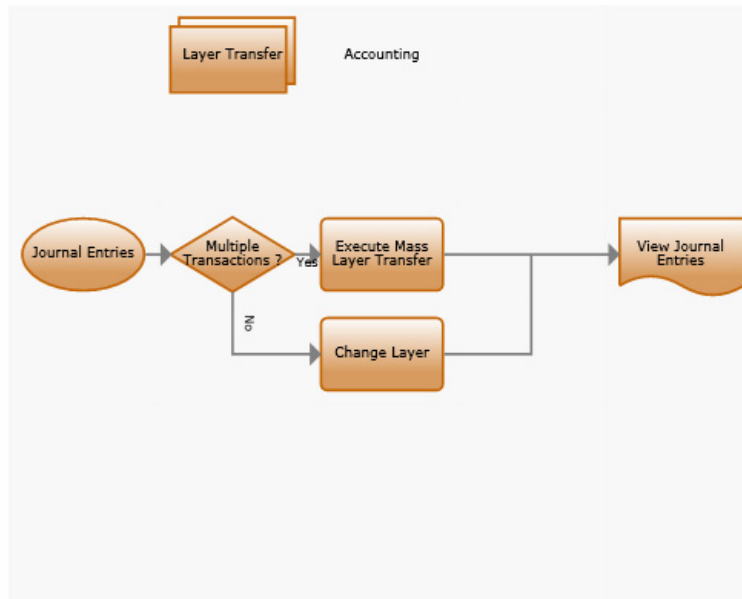 Layer Transfer
Accounting
Journal Entries
Multiple
Transactions ?
Yes
Execute Mass
Layer Transfer
View Journal
Entries
No
Change Layer